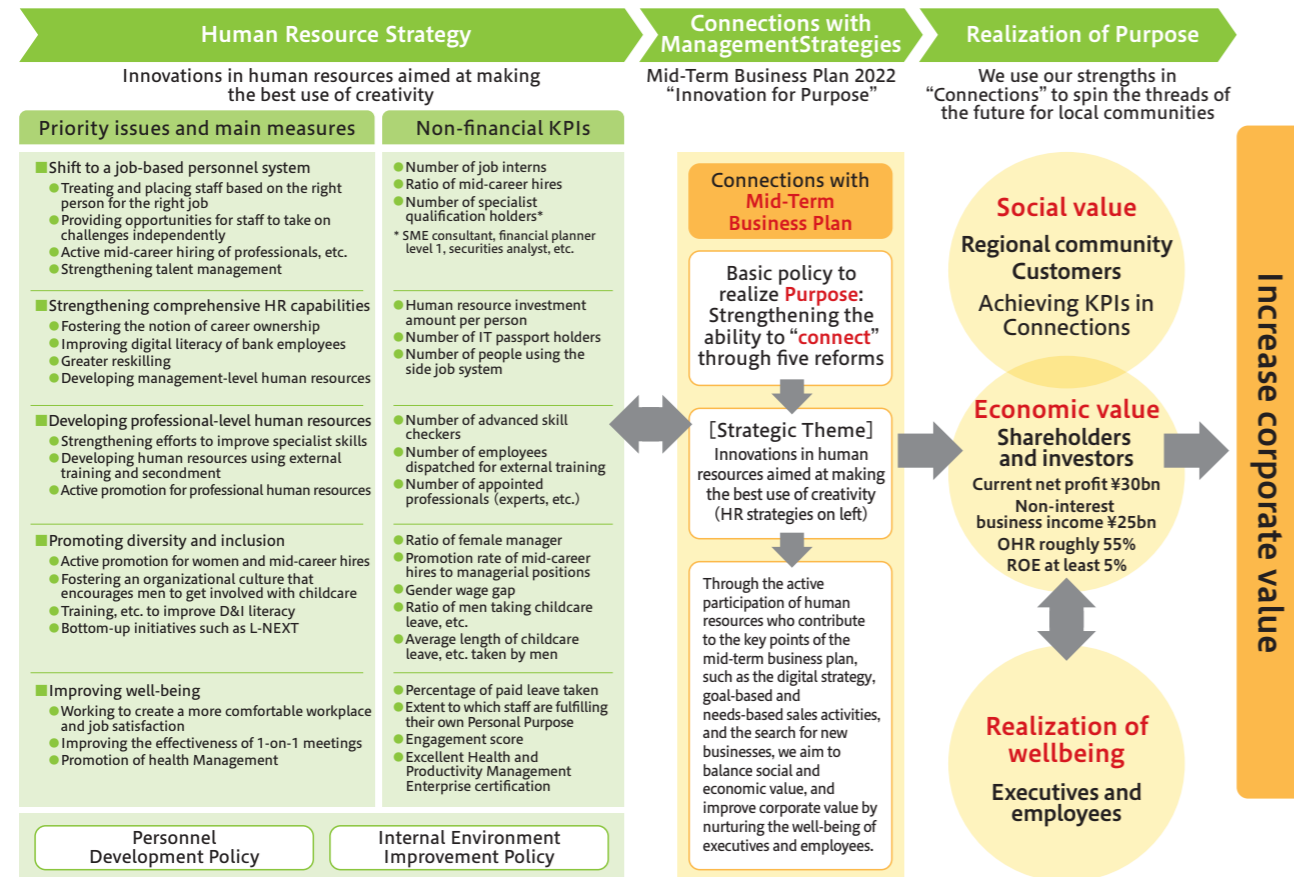 Human Resource Strategy
Connections with
ManagementStrategies
Realization of Purpose
Innovations in human resources aimed at making
the best use of creativity
Mid-Term Business Plan 2022
“Innovation for Purpose”
We use our strengths in
“Connections” to spin the threads of
the future for local communities
Priority issues and main measures
Non-financial KPIs
■Shift to a job-based personnel system
●Treating and placing staff based on the right
person for the right job
●Providing opportunities for staff to take on
challenges independently
●Active mid-career hiring of professionals, etc.
●Strengthening talent management
●Number of job interns
●Ratio of mid-career hires
●Number of specialist
qualification holders*
* SME consultant, financial planner
level 1, securities analyst, etc.
■Strengthening comprehensive HR capabilities
●Fostering the notion of career ownership
●Improving digital literacy of bank employees
●Greater reskilling
●Developing management-level human resources
●Human resource investment
amount per person
●Number of IT passport holders
●Number of people using the
side job system
■Developing professional-level human resources
●Strengthening efforts to improve specialist skills
●Developing human resources using external
training and secondment
●Active promotion for professional human resources
●Number of advanced skill
checkers
●Number of employees
dispatched for external training
●Number of appointed
professionals (experts, etc.)
■Promoting diversity and inclusion
●Active promotion for women and mid-career hires
●Fostering an organizational culture that
encourages men to get involved with childcare
●Training, etc. to improve D&I literacy
●Bottom-up initiatives such as L-NEXT
●Ratio of female manager
●Promotion rate of mid-career
hires to managerial positions
●Gender wage gap
●Ratio of men taking childcare
leave, etc.
●Average length of childcare
leave, etc. taken by men
■Improving well-being
●Working to create a more comfortable workplace
and job satisfaction
●Improving the effectiveness of 1-on-1 meetings
●Promotion of health Management
●Percentage of paid leave taken
●Extent to which staff are fulfilling
their own Personal Purpose
●Engagement score
●Excellent Health and
Productivity Management
Enterprise certification
Personnel
Development Policy
Internal Environment
Improvement Policy
Connections with
Mid-Term
Business Plan
Basic policy to
realize Purpose:
Strengthening the
ability to “connect”
through five reforms
[Strategic Theme]
Innovations in human
resources aimed at making
the best use of creativity
(HR strategies on left)
Through the active
participation of human
resources who contribute
to the key points of the
mid-term business plan,
such as the digital strategy,
goal-based and
needs-based sales activities,
and the search for new
businesses, we aim to
balance social and
economic value, and
improve corporate value by
nurturing the well-being of
executives and employees.
Social value
Regional community
Customers
Achieving KPIs in
Connections
Economic value
Shareholders
and investors
Current net profit ¥30bn
Non-interest
business income ¥25bn
OHR roughly 55%
ROE at least 5%
Realization of
wellbeing
Executives and
employees
Increase corporate value